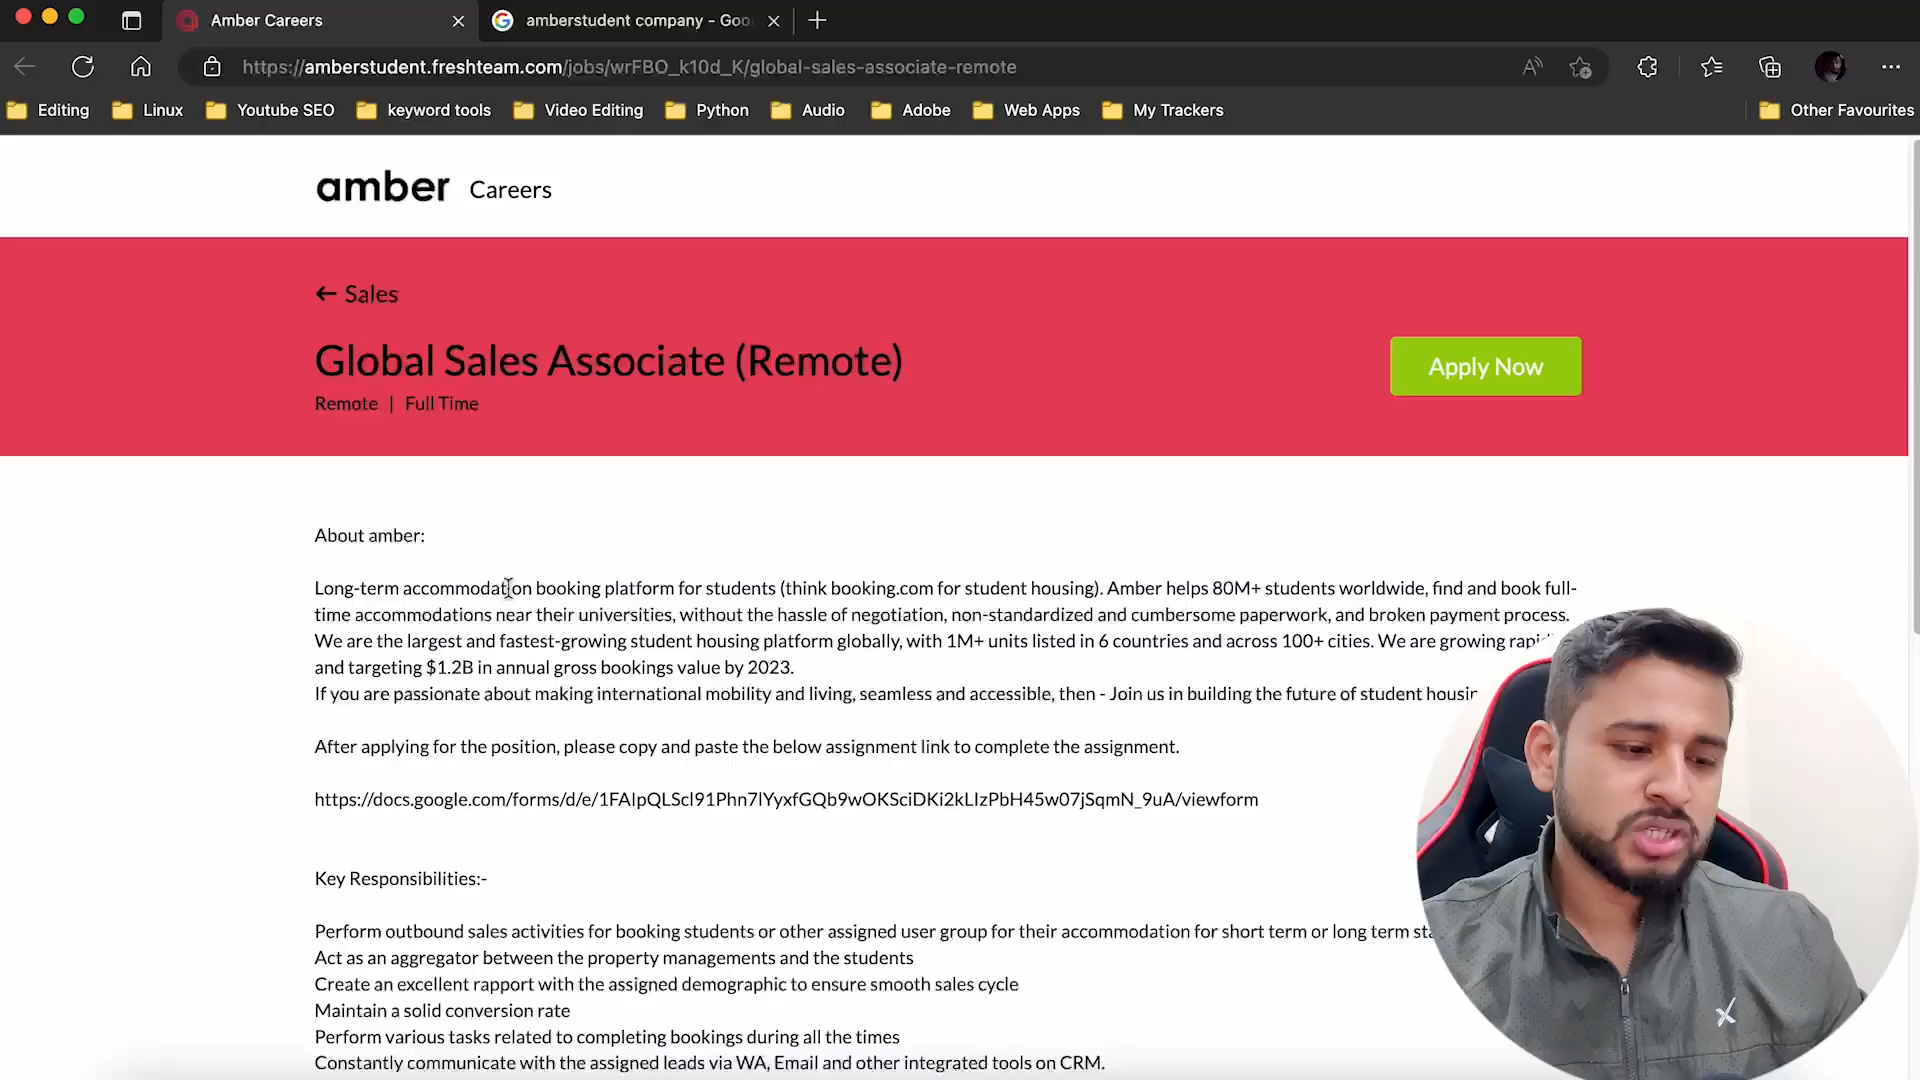 Amber Careers
amberstudent company - Goo
https://amberstudent.freshteam.com/jobs/wrFBO_k10d_K/global-sales-associate-remote
Editing
Linux
Youtube SEO
keyword tools
Video Editing
Python
Audio
Adobe
Web Apps
My Trackers
Other Favourites
amber Careers
← Sales
Global Sales Associate (Remote)
Remote | Full Time
Apply Now
About amber:
Long-term accommodation booking platform for students (think booking.com for student housing). Amber helps 80M+ students worldwide, find and book full-
time accommodations near their universities, without the hassle of negotiation, non-standardized and cumbersome paperwork, and broken payment process.
We are the largest and fastest-growing student housing platform globally, with 1M+ units listed in 6 countries and across 100+ cities. We are growing rapi
and targeting $1.2B in annual gross bookings value by 2023.
If you are passionate about making international mobility and living, seamless and accessible, then - Join us in building the future of student housin
After applying for the position, please copy and paste the below assignment link to complete the assignment.
https://docs.google.com/forms/d/e/1FAIpQLScl91Phn7lYyxfGQb9wOKSciDKi2kLIzPbH45w07jSqmN_9uA/viewform
Key Responsibilities:-
Perform outbound sales activities for booking students or other assigned user group for their accommodation for short term or long term sta
Act as an aggregator between the property managements and the students
Create an excellent rapport with the assigned demographic to ensure smooth sales cycle
Maintain a solid conversion rate
Perform various tasks related to completing bookings during all the times
Constantly communicate with the assigned leads via WA, Email and other integrated tools on CRM.